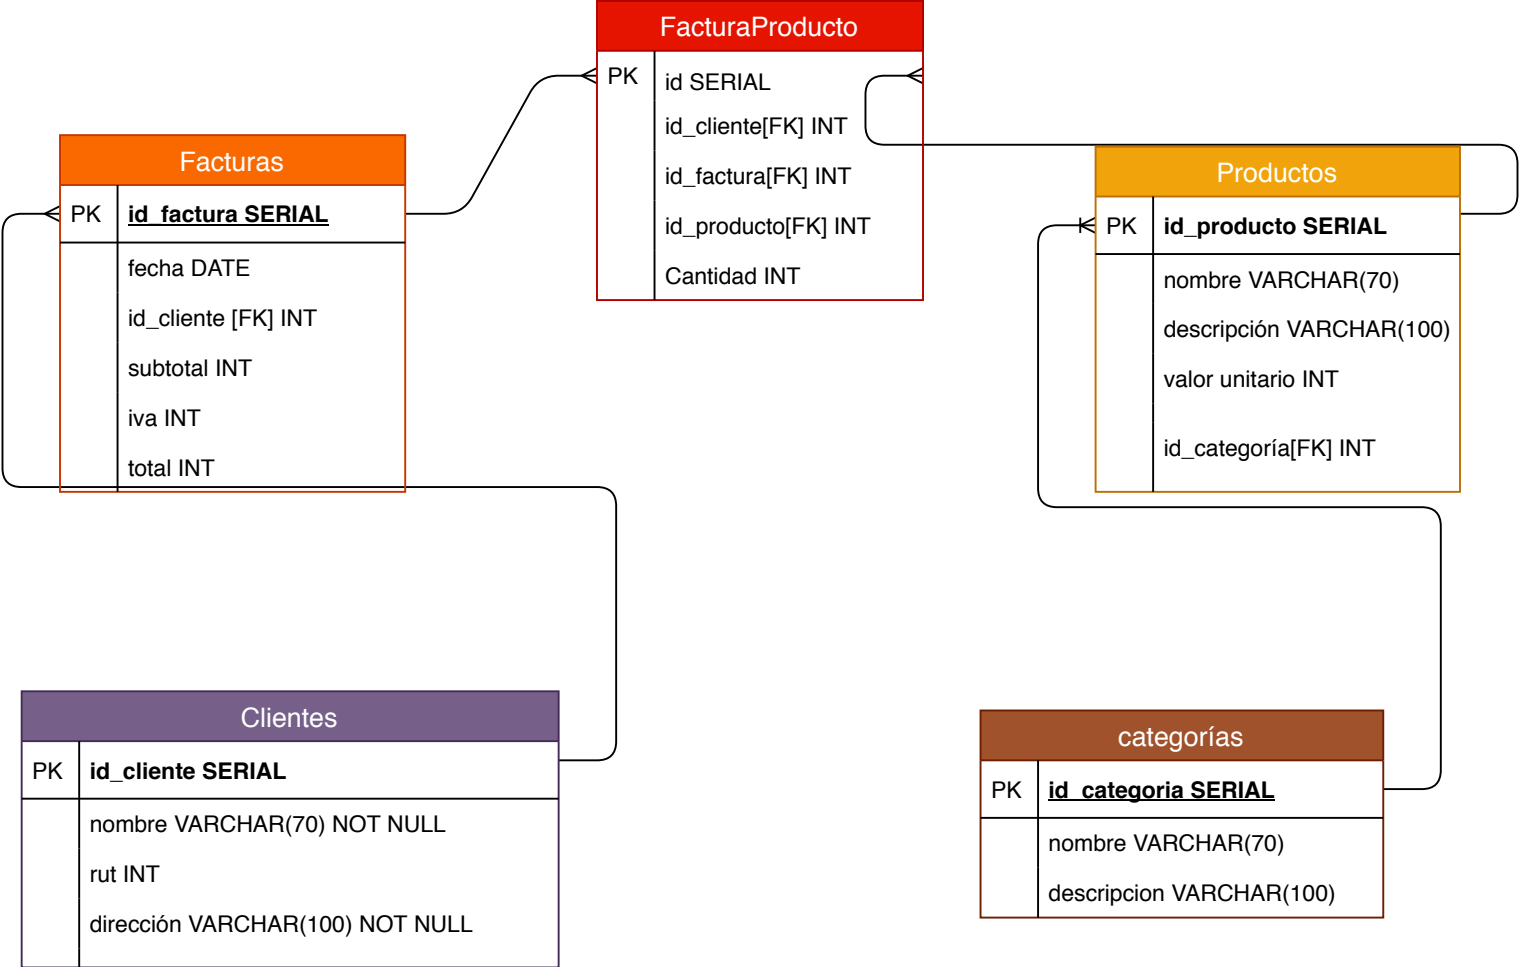 FacturaProducto
PK
id SERIAL
id_cliente[FK] INT
id_factura[FK] INT
id_producto[FK] INT
Cantidad INT
Facturas
PK
id_factura SERIAL
fecha DATE
id_cliente [FK] INT
subtotal INT
iva INT
total INT
Productos
PK
id_producto SERIAL
nombre VARCHAR(70)
descripción VARCHAR(100)
valor unitario INT
id_categoría[FK] INT
Clientes
PK
id_cliente SERIAL
nombre VARCHAR(70) NOT NULL
rut INT
dirección VARCHAR(100) NOT NULL
categorías
PK
id_categoria SERIAL
nombre VARCHAR(70)
descripcion VARCHAR(100)